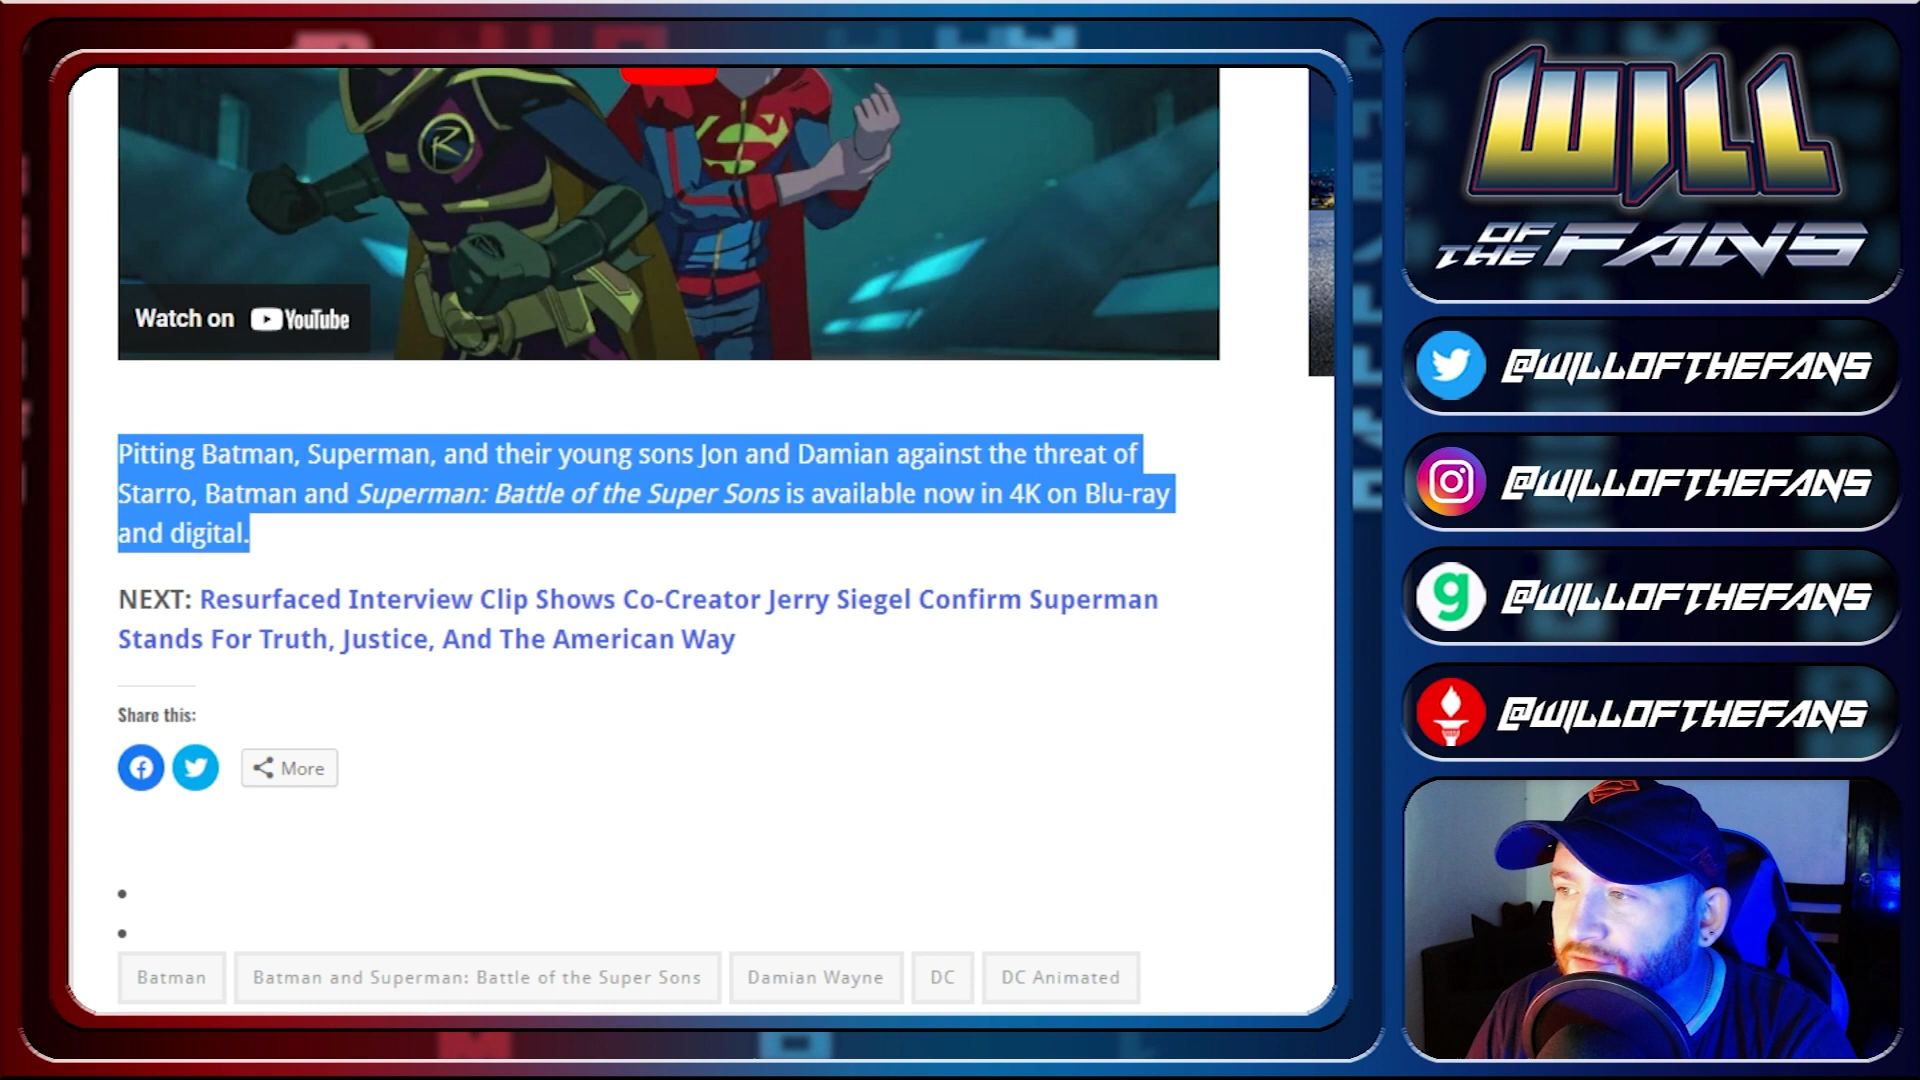 R
S
Watch on YouTube
Pitting Batman, Superman, and their young sons Jon and Damian against the threat of
Starro, Batman and Superman: Battle of the Super Sons is available now in 4K on Blu-ray
and digital.
NEXT: Resurfaced Interview Clip Shows Co-Creator Jerry Siegel Confirm Superman
Stands For Truth, Justice, And The American Way
Share this:
More
Batman
Batman and Superman: Battle of the Super Sons
Damian Wayne
DC
DC Animated
WILL
OF
THE FANS
@WILLOFTHEFANS
@WILLOFTHEFANS
g @WILLOFTHEFANS
@WILLOFTHEFANS